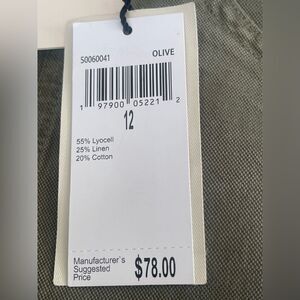 S0060041 OLIVE
1 97900 05221 2
12
55% Lyocell
25% Linen
20% Cotton
Manufacturer's
Suggested
Price $78.00